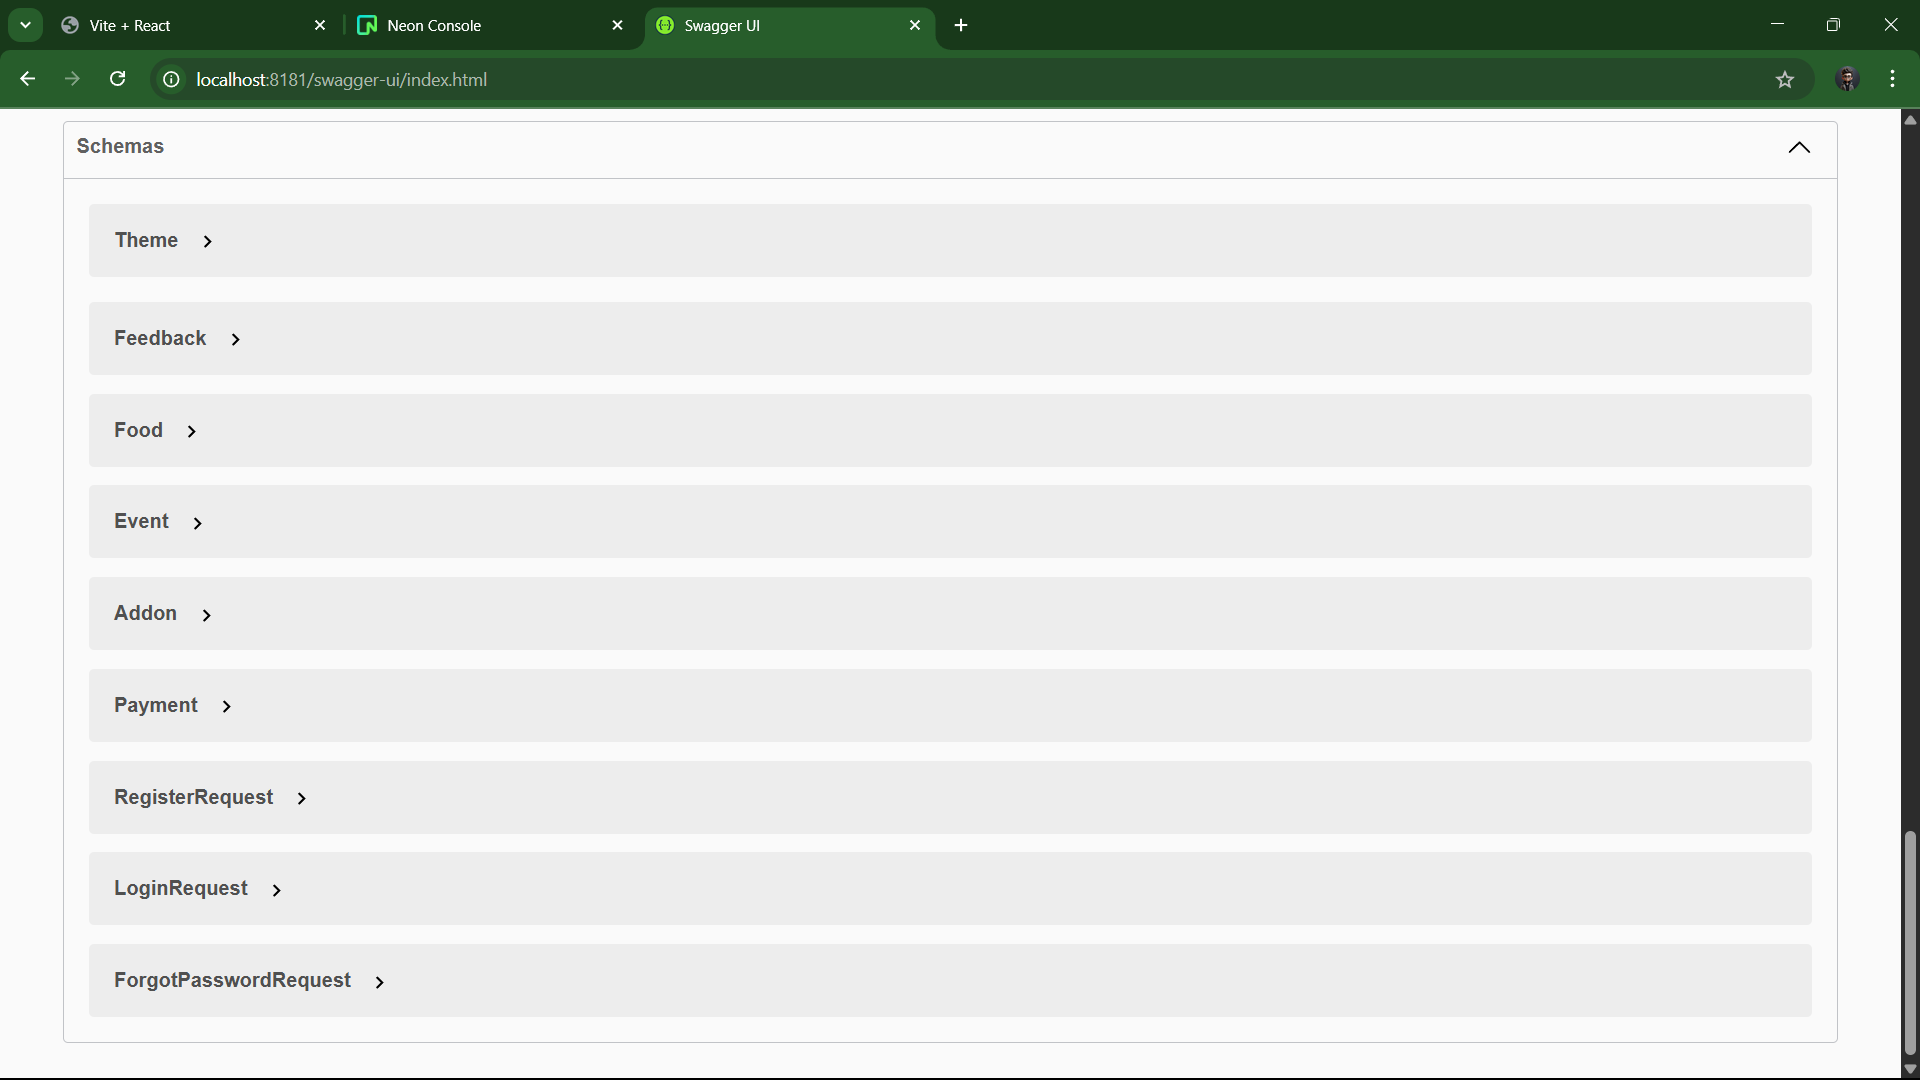 Vite + React
Neon Console
Swagger UI
localhost:8181/swagger-ui/index.html
Schemas
Theme
Feedback
Food
Event
Addon
Payment
RegisterRequest
LoginRequest
ForgotPasswordRequest